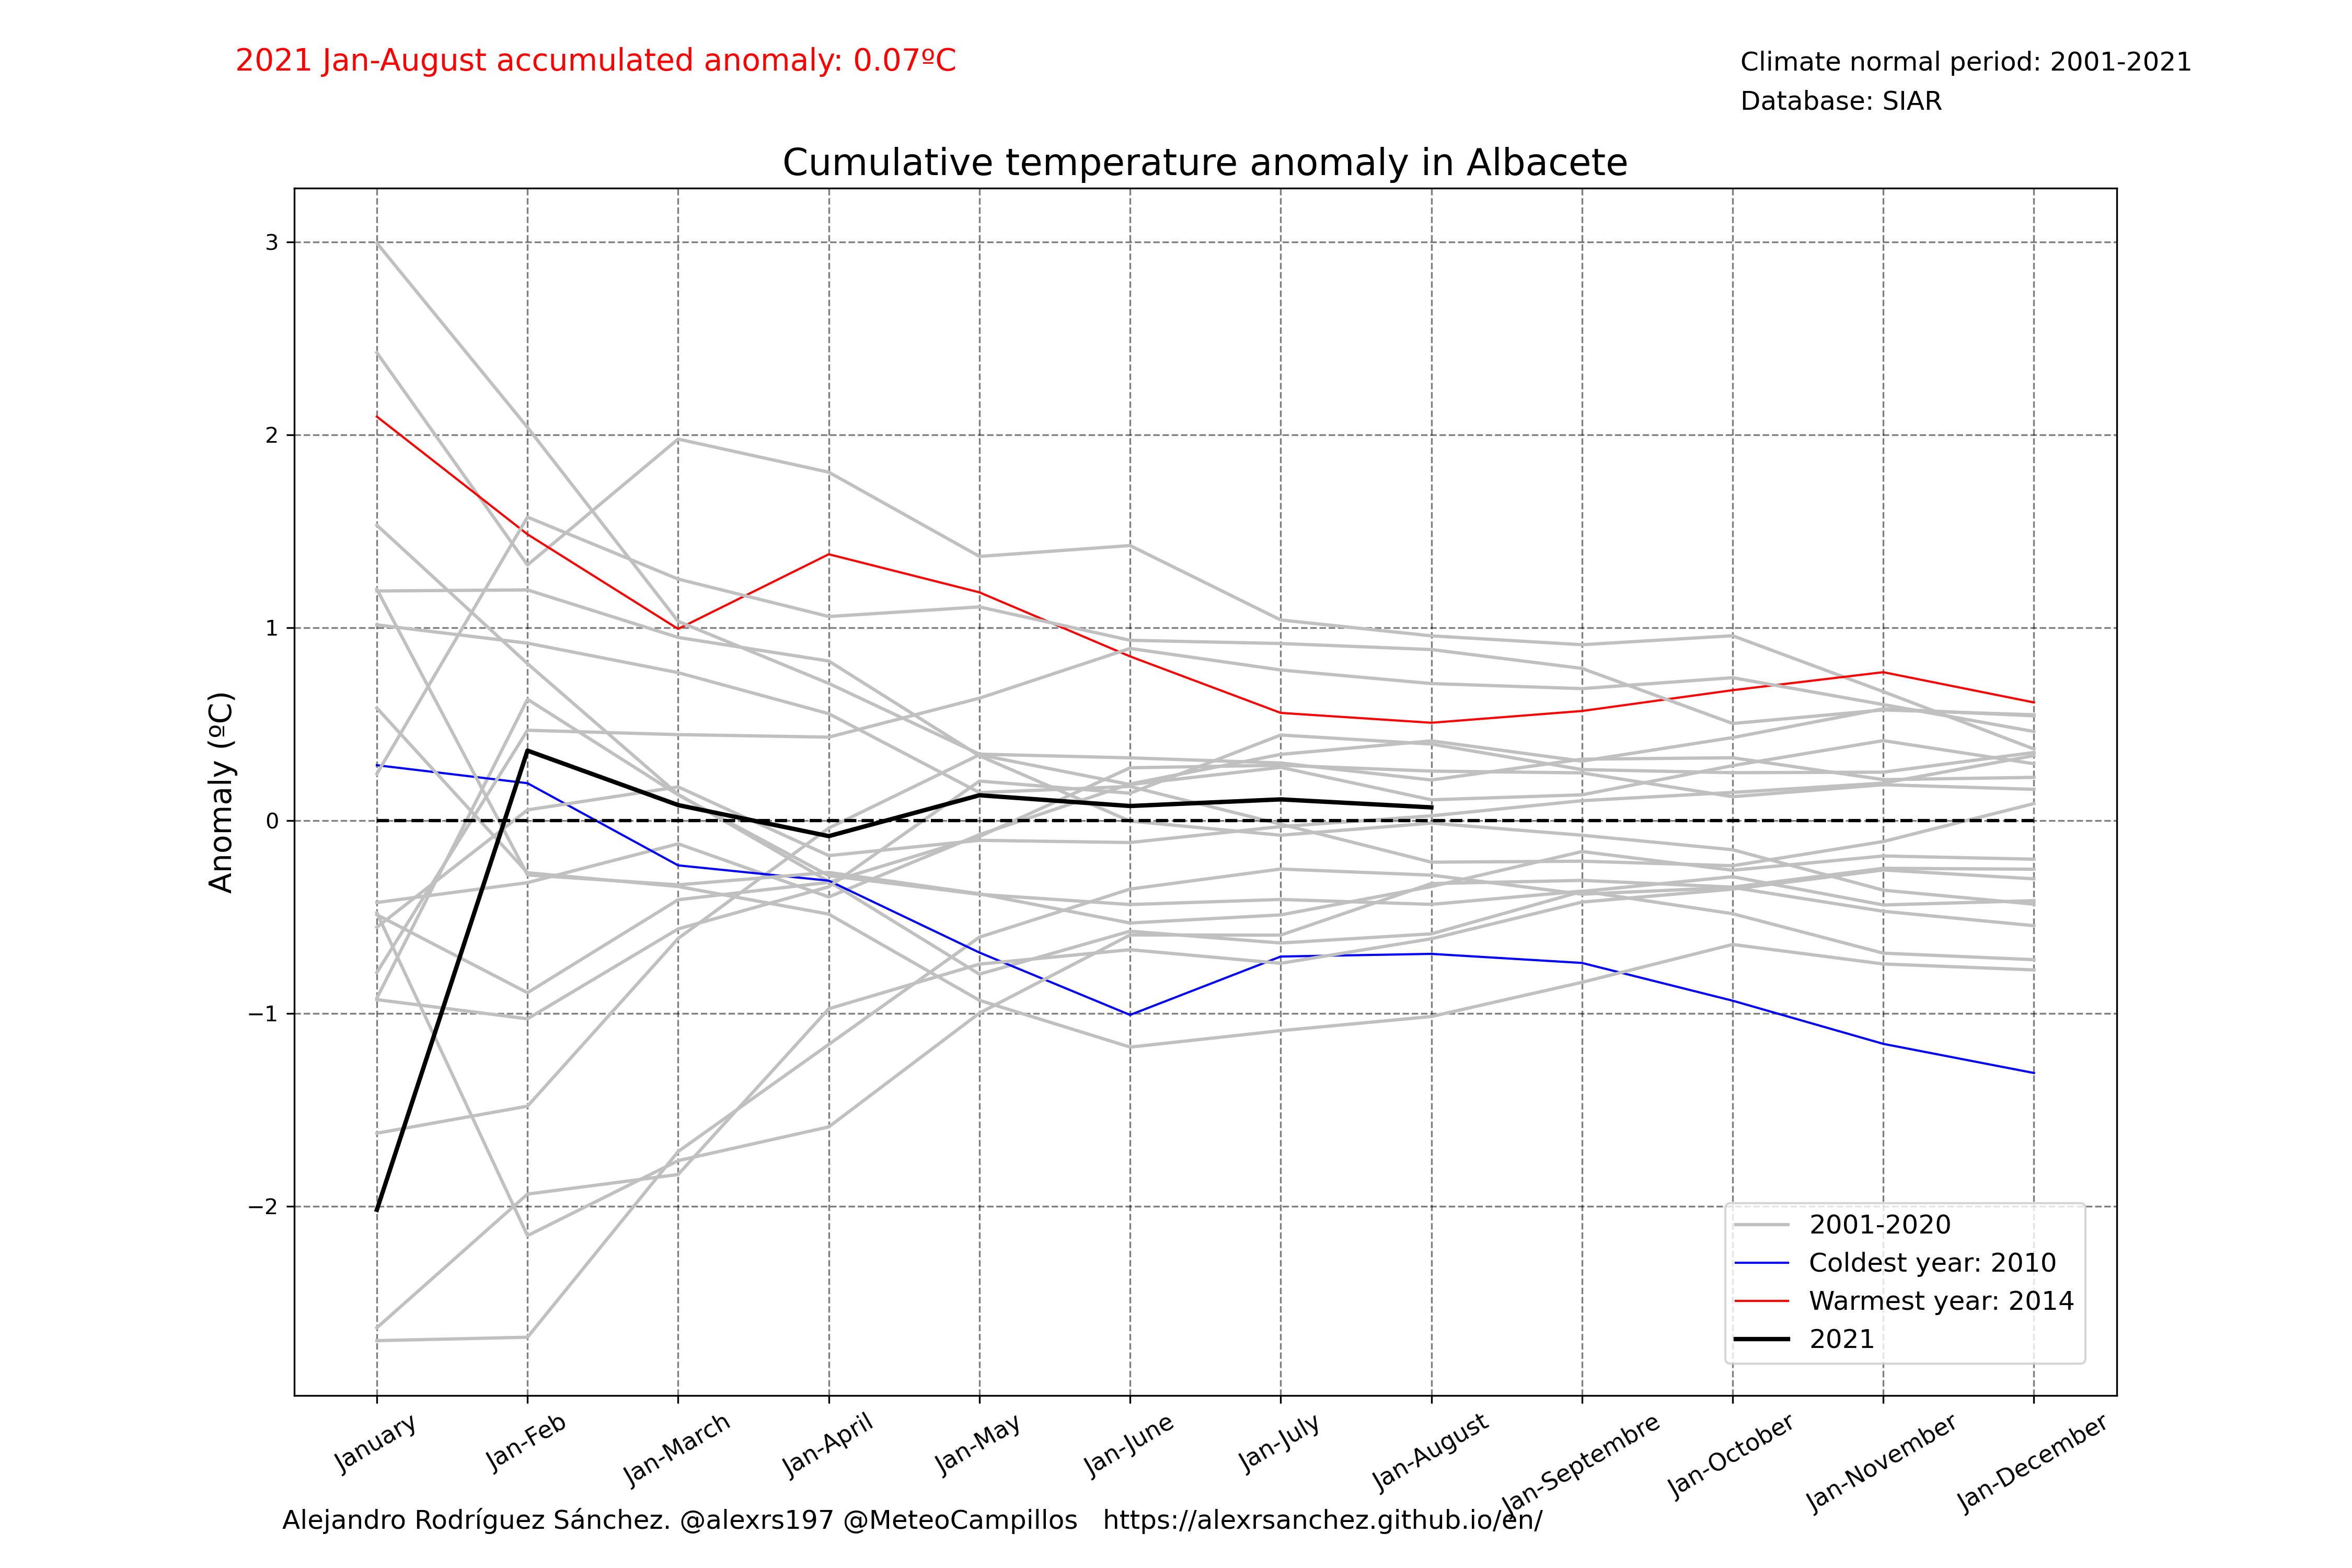 2021 Jan-August accumulated anomaly: 0.07ºC
Climate normal period: 2001-2021
Database: SIAR
Cumulative temperature anomaly in Albacete
Anomaly (ºC)
3
2
1
0
−1
−2
2001-2020
Coldest year: 2010
Warmest year: 2014
2021
January
Jan-Feb
Jan-March
Jan-April
Jan-May
Jan-June
Jan-July
Jan-August
Jan-Septembre
Jan-October
Jan-November
Jan-December
Alejandro Rodríguez Sánchez. @alexrs197 @MeteoCampillos https://alexrsanchez.github.io/en/